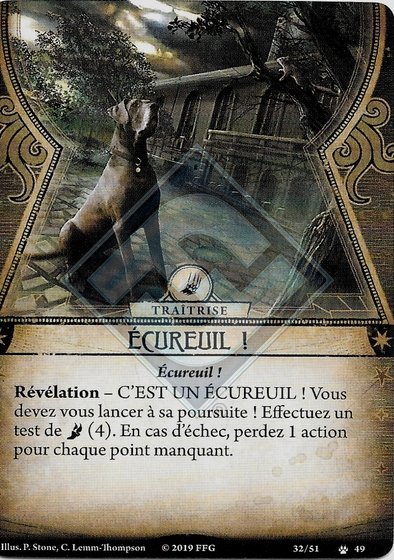 TRAÎTRISE
ÉCUREUIL !
Écureuil !
Révélation – C'EST UN ÉCUREUIL ! Vous
devez vous lancer à sa poursuite ! Effectuez un
test de (4). En cas d'échec, perdez 1 action
pour chaque point manquant.
Illus. P. Stone, C. Lemm-Thompson © 2019 FFG 32/51 49